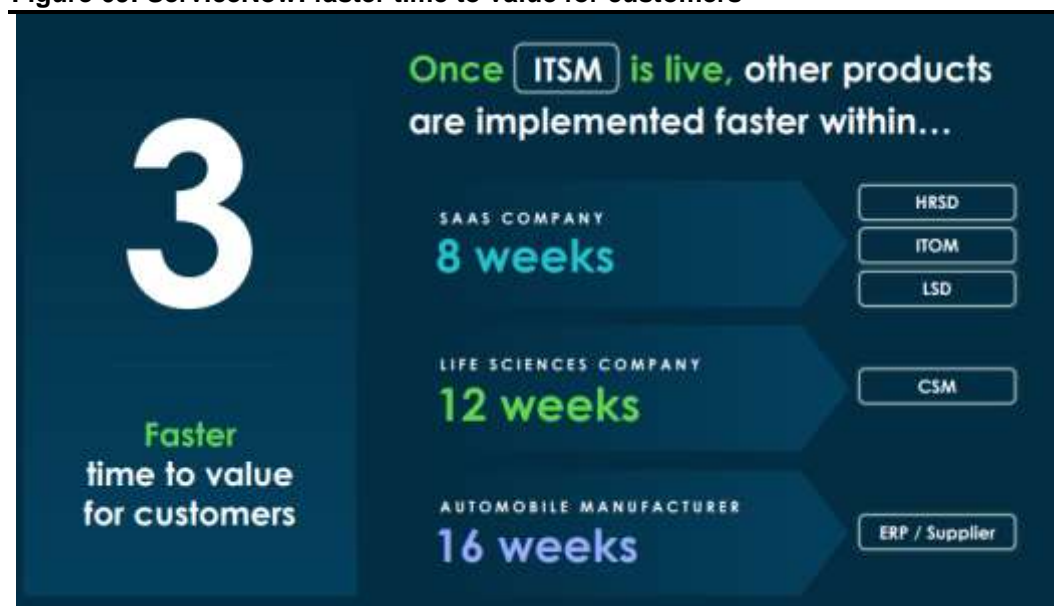 ServiceNow: faster time to value for customers
3
Faster
time to value
for customers
Once ITSM is live, other products
are implemented faster within...
SAAS COMPANY
8 weeks
HRSD
ITOM
LSD
LIFE SCIENCES COMPANY
12 weeks
CSM
AUTOMOBILE MANUFACTURER
16 weeks
ERP / Supplier